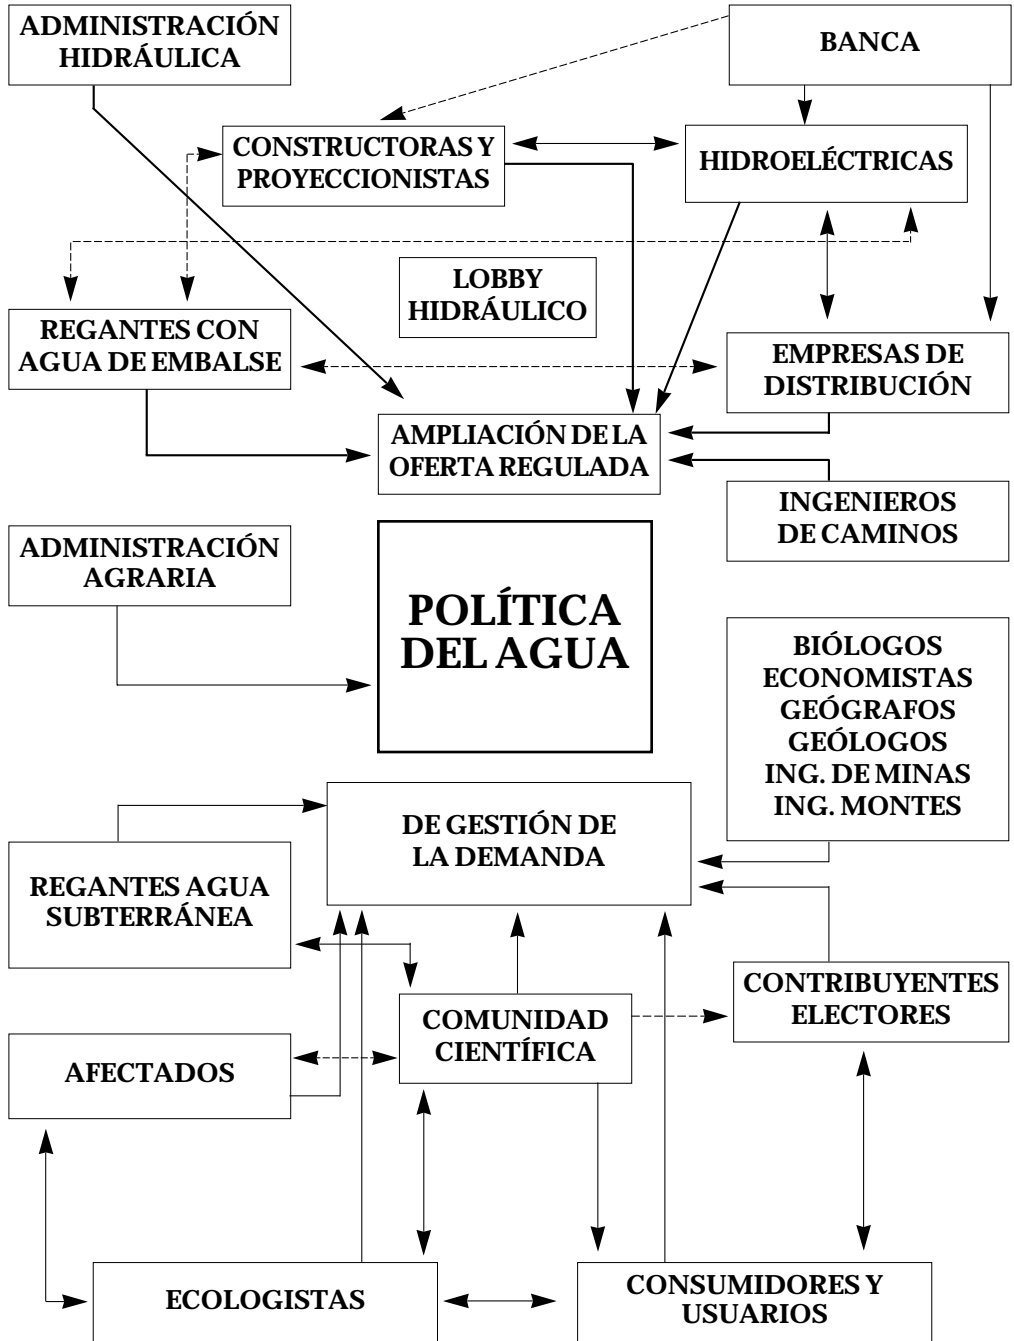 ADMINISTRACIÓN
HIDRÁULICA
BANCA
CONSTRUCTORAS Y
PROYECCIONISTAS
HIDROELÉCTRICAS
LOBBY
HIDRÁULICO
REGANTES CON
AGUA DE EMBALSE
EMPRESAS DE
DISTRIBUCIÓN
AMPLIACIÓN DE LA
OFERTA REGULADA
INGENIEROS
DE CAMINOS
ADMINISTRACIÓN
AGRARIA
POLÍTICA
DEL AGUA
BIÓLOGOS
ECONOMISTAS
GEÓGRAFOS
GEÓLOGOS
ING. DE MINAS
ING. MONTES
DE GESTIÓN DE
LA DEMANDA
REGANTES AGUA
SUBTERRÁNEA
CONTRIBUYENTES
ELECTORES
COMUNIDAD
CIENTÍFICA
AFECTADOS
ECOLOGISTAS
CONSUMIDORES Y
USUARIOS